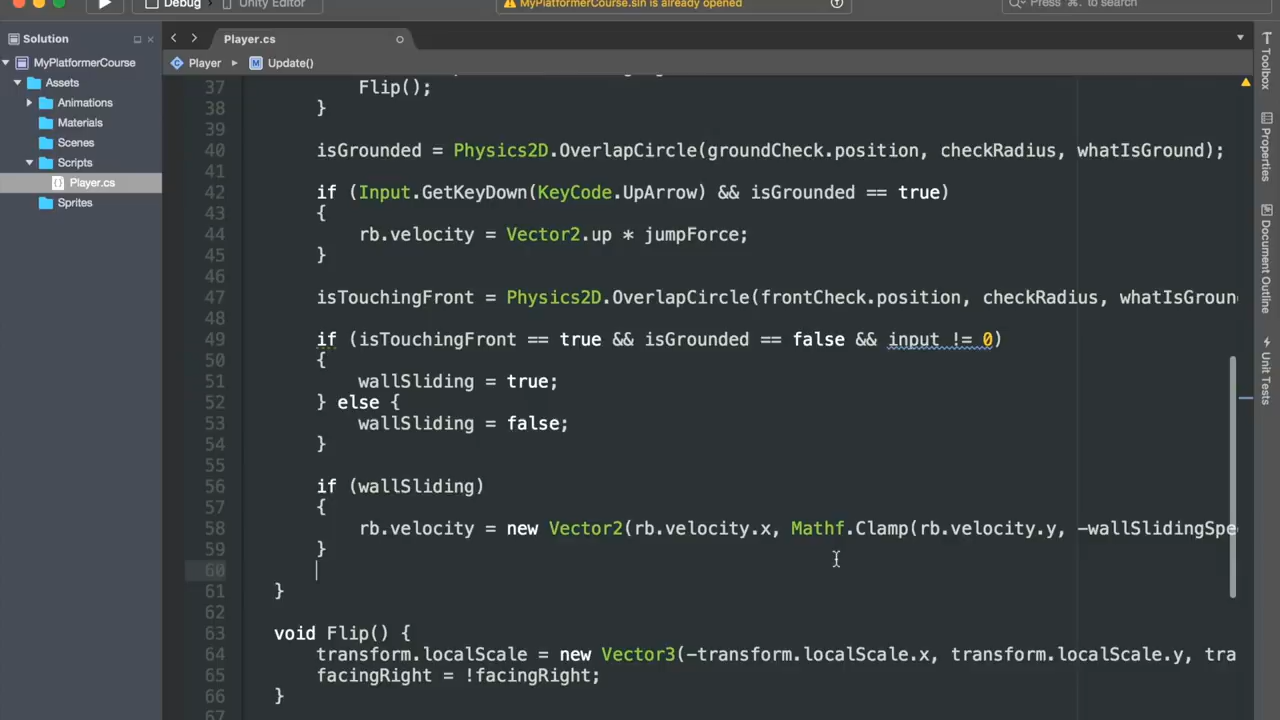 Debug
Unity Editor
MyPlatformerCourse.sln is already opened
Press ⌘. to search
Solution
Player.cs
MyPlatformerCourse
Player
Update()
Assets
Animations
Materials
Scenes
Scripts
Player.cs
Sprites
Toolbox
Properties
Document Outline
Unit Tests
37 Flip();
38 }
39
40 isGrounded = Physics2D.OverlapCircle(groundCheck.position, checkRadius, whatIsGround);
41
42 if (Input.GetKeyDown(KeyCode.UpArrow) && isGrounded == true)
43 {
44 rb.velocity = Vector2.up * jumpForce;
45 }
46
47 isTouchingFront = Physics2D.OverlapCircle(frontCheck.position, checkRadius, whatIsGroun
48
49 if (isTouchingFront == true && isGrounded == false && input != 0)
50 {
51 wallSliding = true;
52 } else {
53 wallSliding = false;
54 }
55
56 if (wallSliding)
57 {
58 rb.velocity = new Vector2(rb.velocity.x, Mathf.Clamp(rb.velocity.y, -wallSlidingSpe
59 }
60
61 }
62
63 void Flip() {
64 transform.localScale = new Vector3(-transform.localScale.x, transform.localScale.y, tra
65 facingRight = !facingRight;
66 }
67